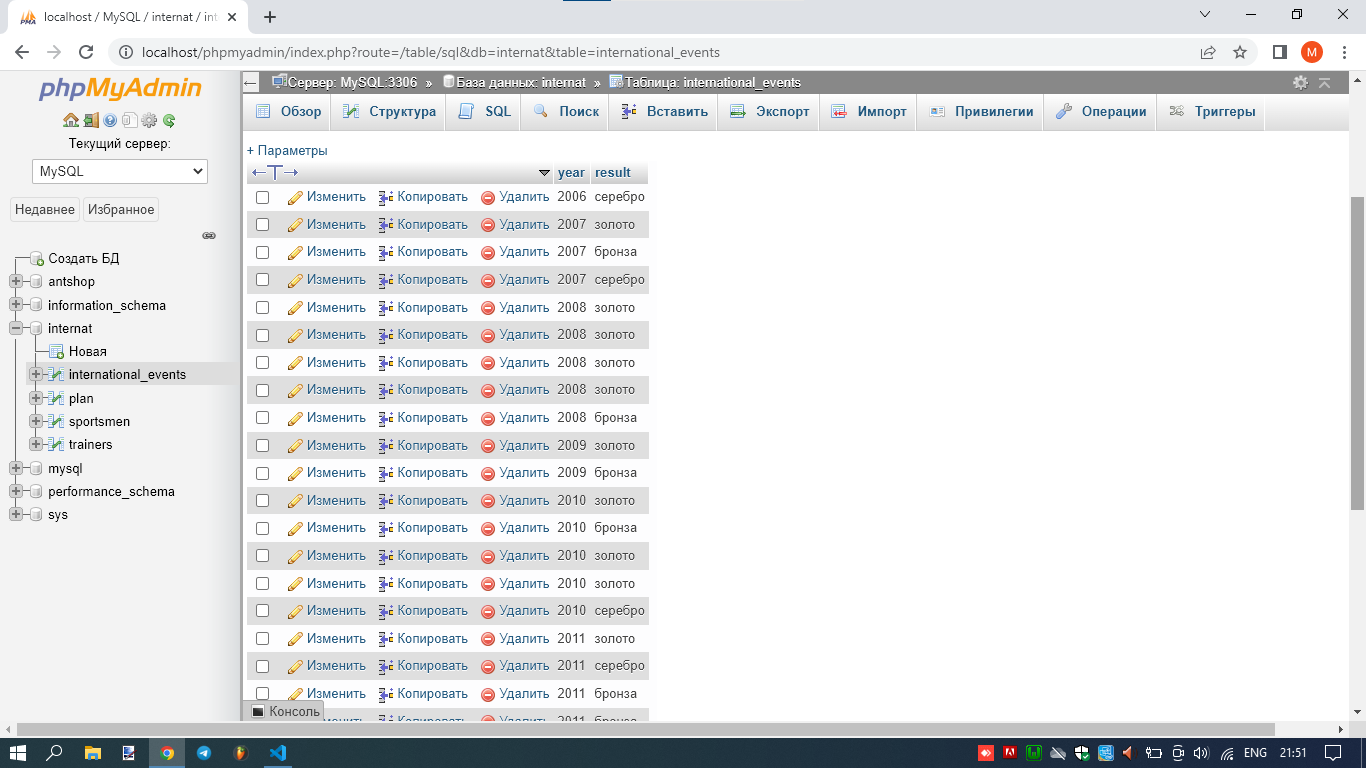 localhost / MySQL / internat / int
localhost/phpmyadmin/index.php?route=/table/sql&db=internat&table=international_events
M
phpMyAdmin
Текущий сервер:
MySQL
Недавнее Избранное
Создать БД
antshop
information_schema
internat
Новая
international_events
plan
sportsmen
trainers
mysql
performance_schema
sys
Сервер: MySQL:3306 » База данных: internat » Таблица: international_events
Обзор Структура SQL Поиск Вставить Экспорт Импорт Привилегии Операции Триггеры
+ Параметры
←T→ year result
Изменить Копировать Удалить 2006 серебро
Изменить Копировать Удалить 2007 золото
Изменить Копировать Удалить 2007 бронза
Изменить Копировать Удалить 2007 серебро
Изменить Копировать Удалить 2008 золото
Изменить Копировать Удалить 2008 золото
Изменить Копировать Удалить 2008 золото
Изменить Копировать Удалить 2008 золото
Изменить Копировать Удалить 2008 бронза
Изменить Копировать Удалить 2009 золото
Изменить Копировать Удалить 2009 бронза
Изменить Копировать Удалить 2010 золото
Изменить Копировать Удалить 2010 бронза
Изменить Копировать Удалить 2010 золото
Изменить Копировать Удалить 2010 золото
Изменить Копировать Удалить 2010 серебро
Изменить Копировать Удалить 2011 золото
Изменить Копировать Удалить 2011 серебро
Изменить Копировать Удалить 2011 бронза
Копировать Удалить 2011 бронза
Консоль
ENG 21:51